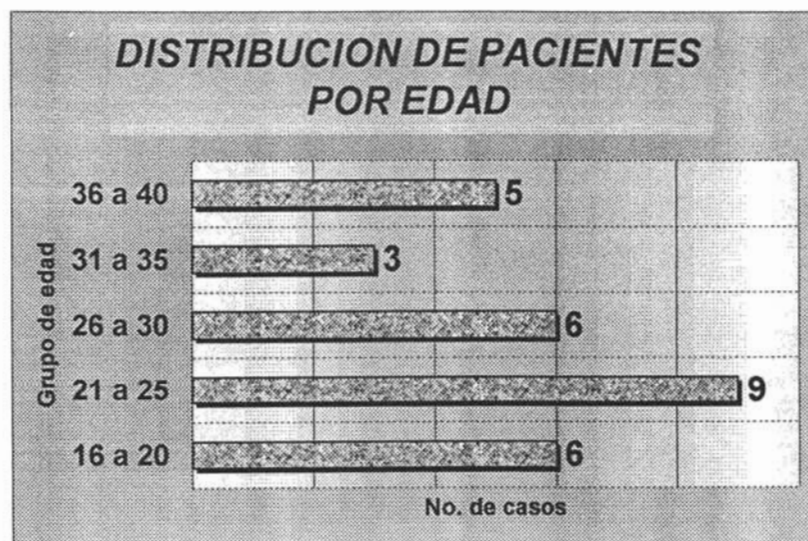 DISTRIBUCION DE PACIENTES
POR EDAD
Grupo de edad
36 a 40
5
31 a 35
3
26 a 30
6
21 a 25
9
16 a 20
6
No. de casos